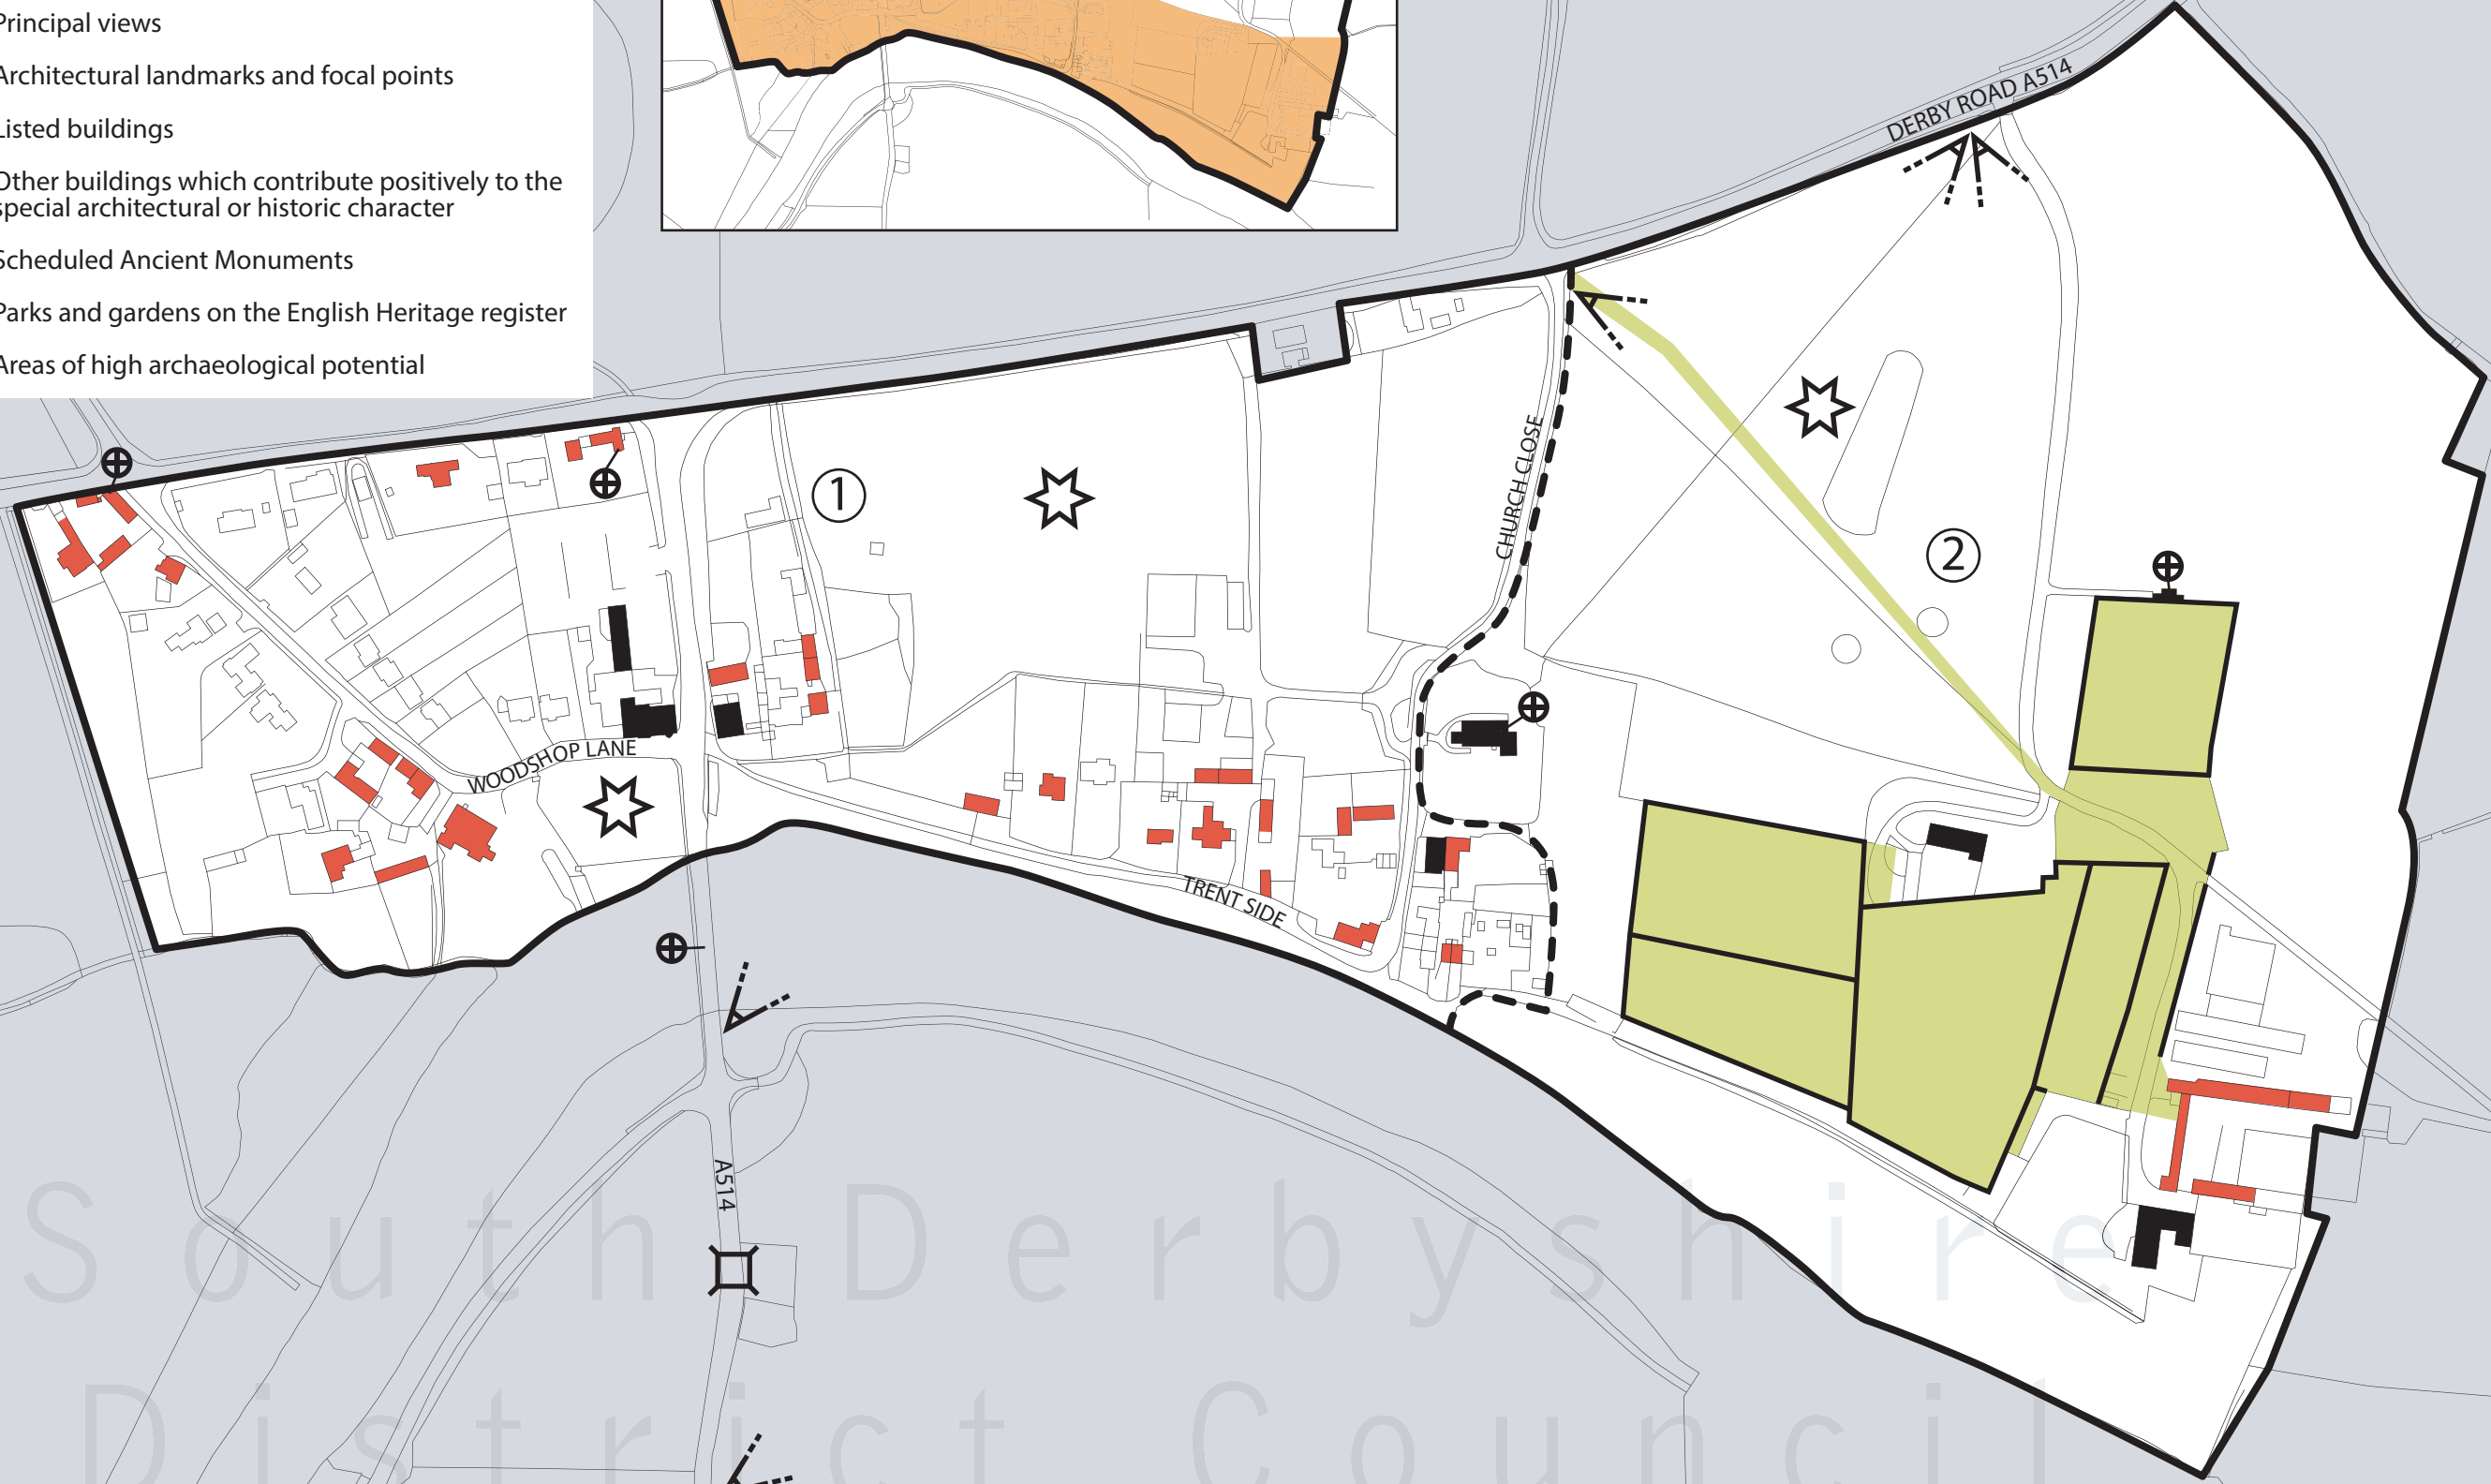 Principal views
Architectural landmarks and focal points
Listed buildings
Other buildings which contribute positively to the
special architectural or historic character
Scheduled Ancient Monuments
Parks and gardens on the English Heritage register
Areas of high archaeological potential
DERBY ROAD A514
CHURCH CLOSE
1
2
WOODSHOP LANE
TRENT SIDE
A514
South Derbyshire
District Council